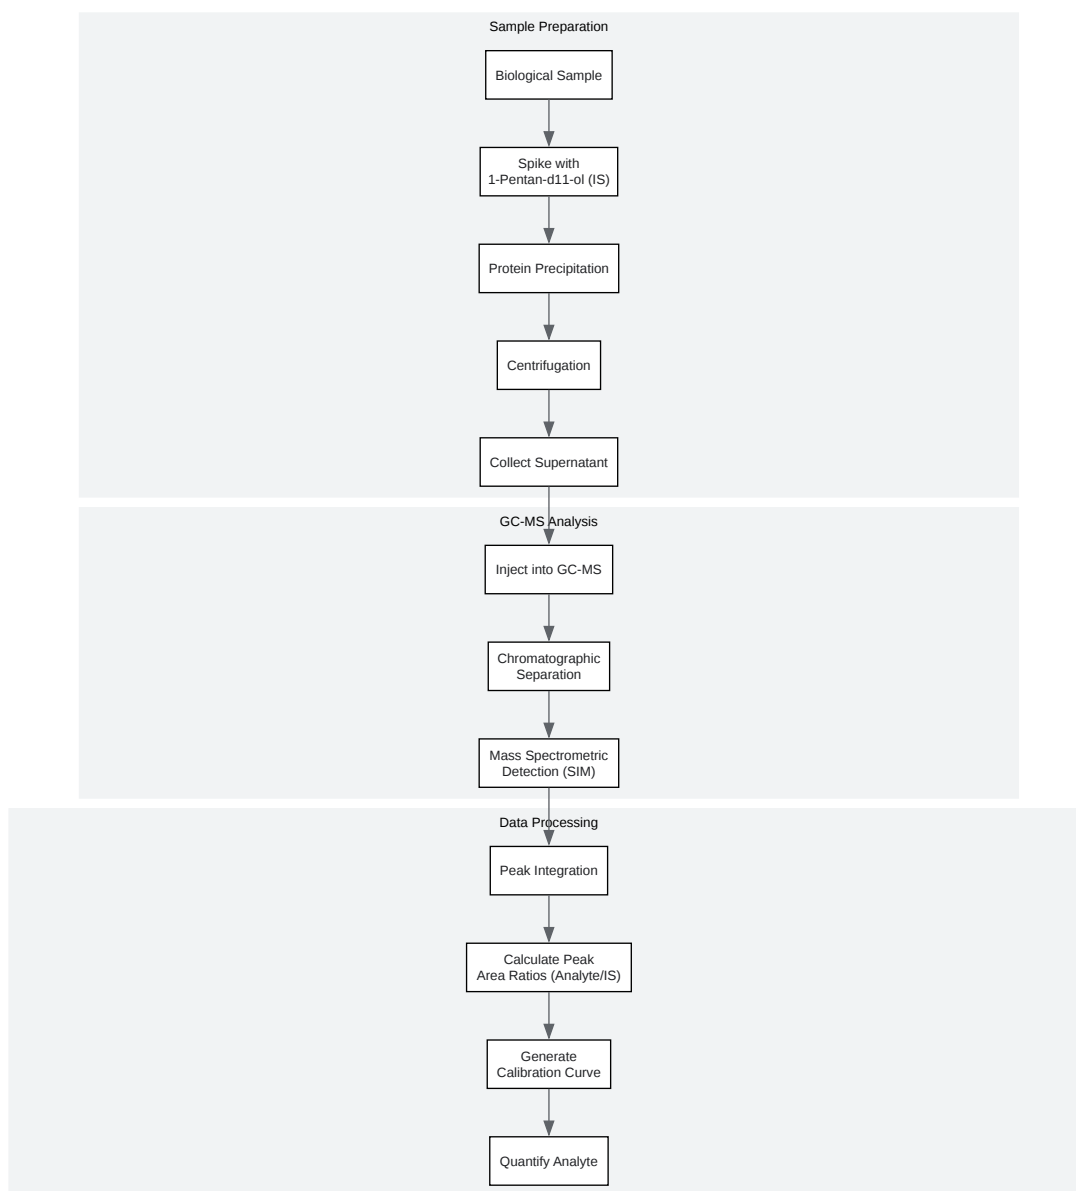 Sample Preparation
Biological Sample
Spike with
1-Pentan-d11-ol (IS)
Protein Precipitation
Centrifugation
Collect Supernatant
GC-MS Analysis
Inject into GC-MS
Chromatographic
Separation
Mass Spectrometric
Detection (SIM)
Data Processing
Peak Integration
Calculate Peak
Area Ratios (Analyte/IS)
Generate
Calibration Curve
Quantify Analyte